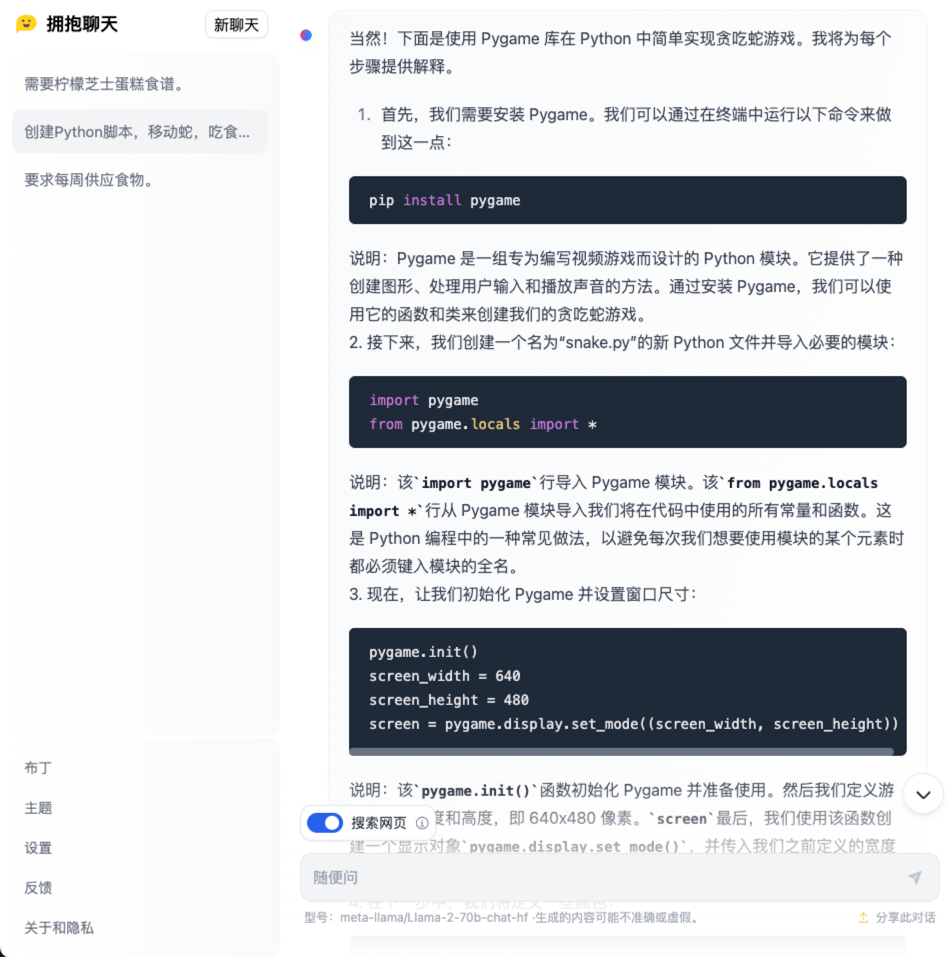 拥抱聊天
新聊天
需要柠檬芝士蛋糕食谱。
创建Python脚本，移动蛇，吃食...
要求每周供应食物。
布丁
主题
设置
反馈
关于和隐私
当然！下面是使用 Pygame 库在 Python 中简单实现贪吃蛇游戏。我将为每个
步骤提供解释。
1. 首先，我们需要安装 Pygame。我们可以通过在终端中运行以下命令来做
到这一点：
pip install pygame
说明：Pygame 是一组专为编写视频游戏而设计的 Python 模块。它提供了一种
创建图形、处理用户输入和播放声音的方法。通过安装 Pygame，我们可以使
用它的函数和类来创建我们的贪吃蛇游戏。
2. 接下来，我们创建一个名为“snake.py”的新 Python 文件并导入必要的模块：
import pygame
from pygame.locals import *
说明：该`import pygame`行导入 Pygame 模块。该`from pygame.locals
import *`行从 Pygame 模块导入我们将在代码中使用的所有常量和函数。这
是 Python 编程中的一种常见做法，以避免每次我们想要使用模块的某个元素时
都必须键入模块的全名。
3. 现在，让我们初始化 Pygame 并设置窗口尺寸：
pygame.init()
screen_width = 640
screen_height = 480
screen = pygame.display.set_mode((screen_width, screen_height))
说明：该`pygame.init()`函数初始化 Pygame 并准备使用。然后我们定义游
度和高度，即 640x480 像素。`screen`最后，我们使用该函数创
建一个显示对象`pygame.display.set_mode()`，并传入我们之前定义的宽度
搜索网页
随便问
4. 在下一步中，我们将定义一些颜色：
型号：meta-llama/Llama-2-70b-chat-hf ·生成的内容可能不准确或虚假。
分享此对话